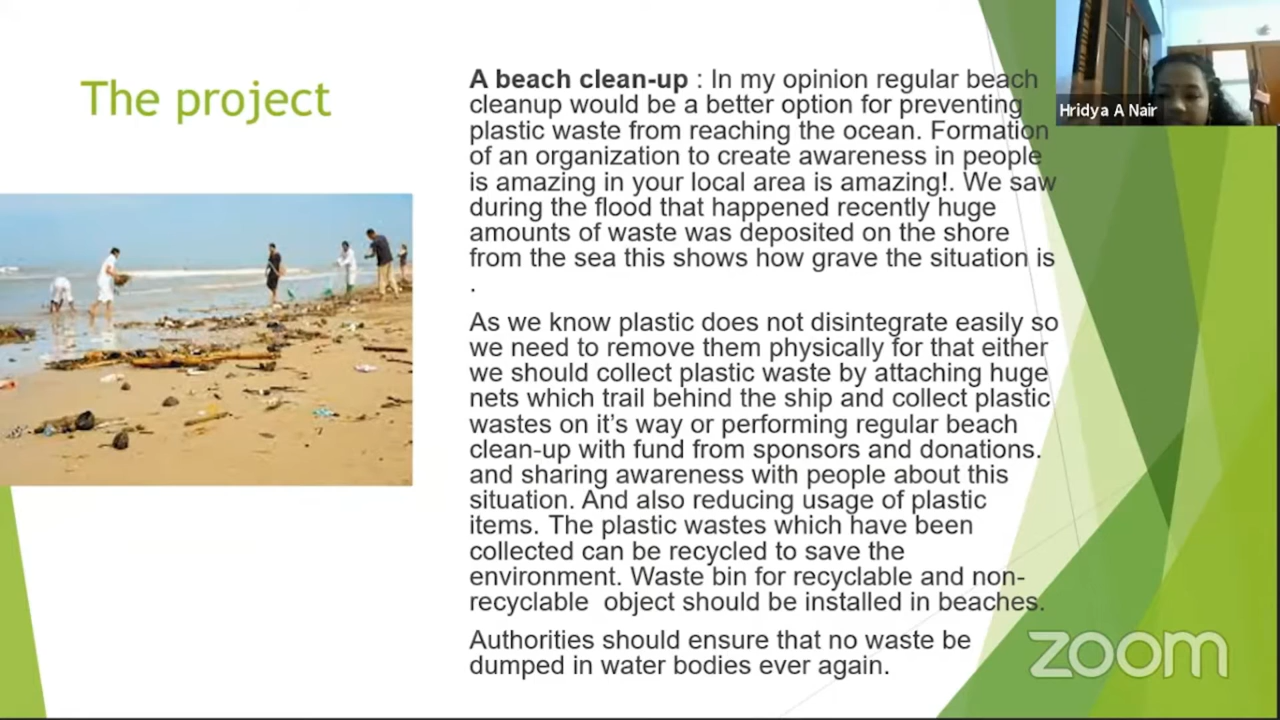 The project
A beach clean-up : In my opinion regular beach
cleanup would be a better option for preventing
plastic waste from reaching the ocean. Formation
of an organization to create awareness in people
is amazing in your local area is amazing!. We saw
during the flood that happened recently huge
amounts of waste was deposited on the shore
from the sea this shows how grave the situation is
.
As we know plastic does not disintegrate easily so
we need to remove them physically for that either
we should collect plastic waste by attaching huge
nets which trail behind the ship and collect plastic
wastes on it’s way or performing regular beach
clean-up with fund from sponsors and donations.
and sharing awareness with people about this
situation. And also reducing usage of plastic
items. The plastic wastes which have been
collected can be recycled to save the
environment. Waste bin for recyclable and non-
recyclable  object should be installed in beaches.
Authorities should ensure that no waste be
dumped in water bodies ever again.
Hridya A Nair
zoom